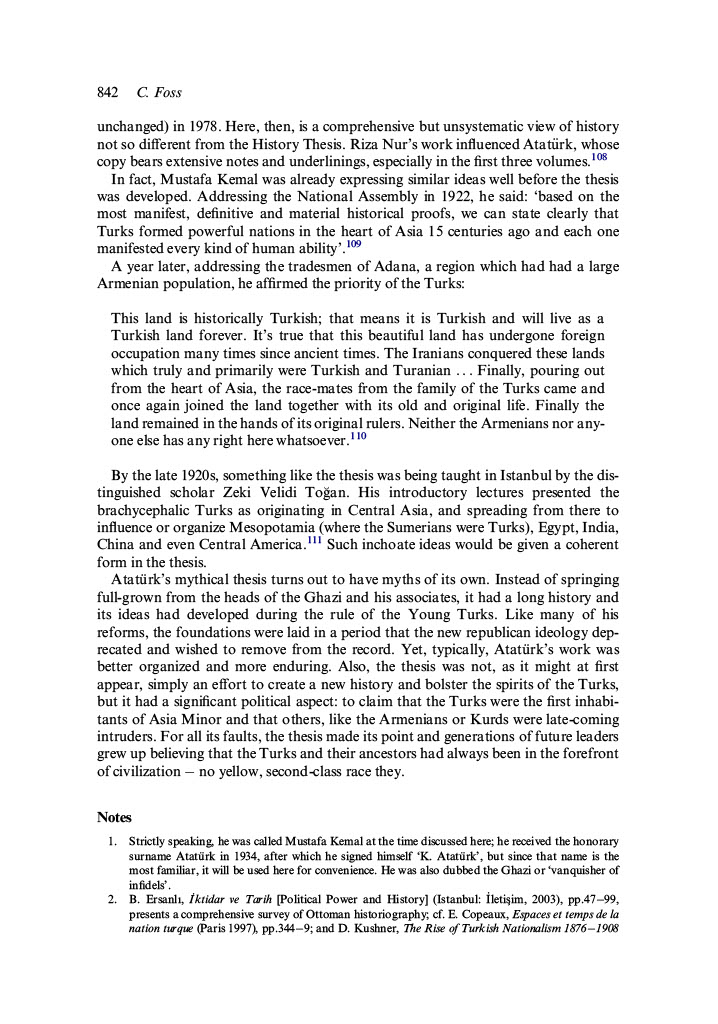 842 C. Foss
unchanged) in 1978. Here, then, is a comprehensive but unsystematic view of history
not so different from the History Thesis. Riza Nur's work influenced Atatürk, whose
copy bears extensive notes and underlinings, especially in the first three volumes.108
In fact, Mustafa Kemal was already expressing similar ideas well before the thesis
was developed. Addressing the National Assembly in 1922, he said: 'based on the
most manifest, definitive and material historical proofs, we can state clearly that
Turks formed powerful nations in the heart of Asia 15 centuries ago and each one
manifested every kind of human ability'.109
A year later, addressing the tradesmen of Adana, a region which had had a large
Armenian population, he affirmed the priority of the Turks:
This land is historically Turkish; that means it is Turkish and will live as a
Turkish land forever. It's true that this beautiful land has undergone foreign
occupation many times since ancient times. The Iranians conquered these lands
which truly and primarily were Turkish and Turanian ... Finally, pouring out
from the heart of Asia, the race-mates from the family of the Turks came and
once again joined the land together with its old and original life. Finally the
land remained in the hands of its original rulers. Neither the Armenians nor any-
one else has any right here whatsoever.110
By the late 1920s, something like the thesis was being taught in Istanbul by the dis-
tinguished scholar Zeki Velidi Toğan. His introductory lectures presented the
brachycephalic Turks as originating in Central Asia, and spreading from there to
influence or organize Mesopotamia (where the Sumerians were Turks), Egypt, India,
China and even Central America.111 Such inchoate ideas would be given a coherent
form in the thesis.
Atatürk's mythical thesis turns out to have myths of its own. Instead of springing
full-grown from the heads of the Ghazi and his associates, it had a long history and
its ideas had developed during the rule of the Young Turks. Like many of his
reforms, the foundations were laid in a period that the new republican ideology dep-
recated and wished to remove from the record. Yet, typically, Atatürk's work was
better organized and more enduring. Also, the thesis was not, as it might at first
appear, simply an effort to create a new history and bolster the spirits of the Turks,
but it had a significant political aspect: to claim that the Turks were the first inhabi-
tants of Asia Minor and that others, like the Armenians or Kurds were late-coming
intruders. For all its faults, the thesis made its point and generations of future leaders
grew up believing that the Turks and their ancestors had always been in the forefront
of civilization – no yellow, second-class race they.
Notes
1. Strictly speaking, he was called Mustafa Kemal at the time discussed here; he received the honorary
surname Atatürk in 1934, after which he signed himself 'K. Atatürk', but since that name is the
most familiar, it will be used here for convenience. He was also dubbed the Ghazi or 'vanquisher of
infidels'.
2. B. Ersanlı, İktidar ve Tarih [Political Power and History] (Istanbul: İletişim, 2003), pp.47–99,
presents a comprehensive survey of Ottoman historiography; cf. E. Copeaux, Espaces et temps de la
nation turque (Paris 1997), pp.344–9; and D. Kushner, The Rise of Turkish Nationalism 1876–1908